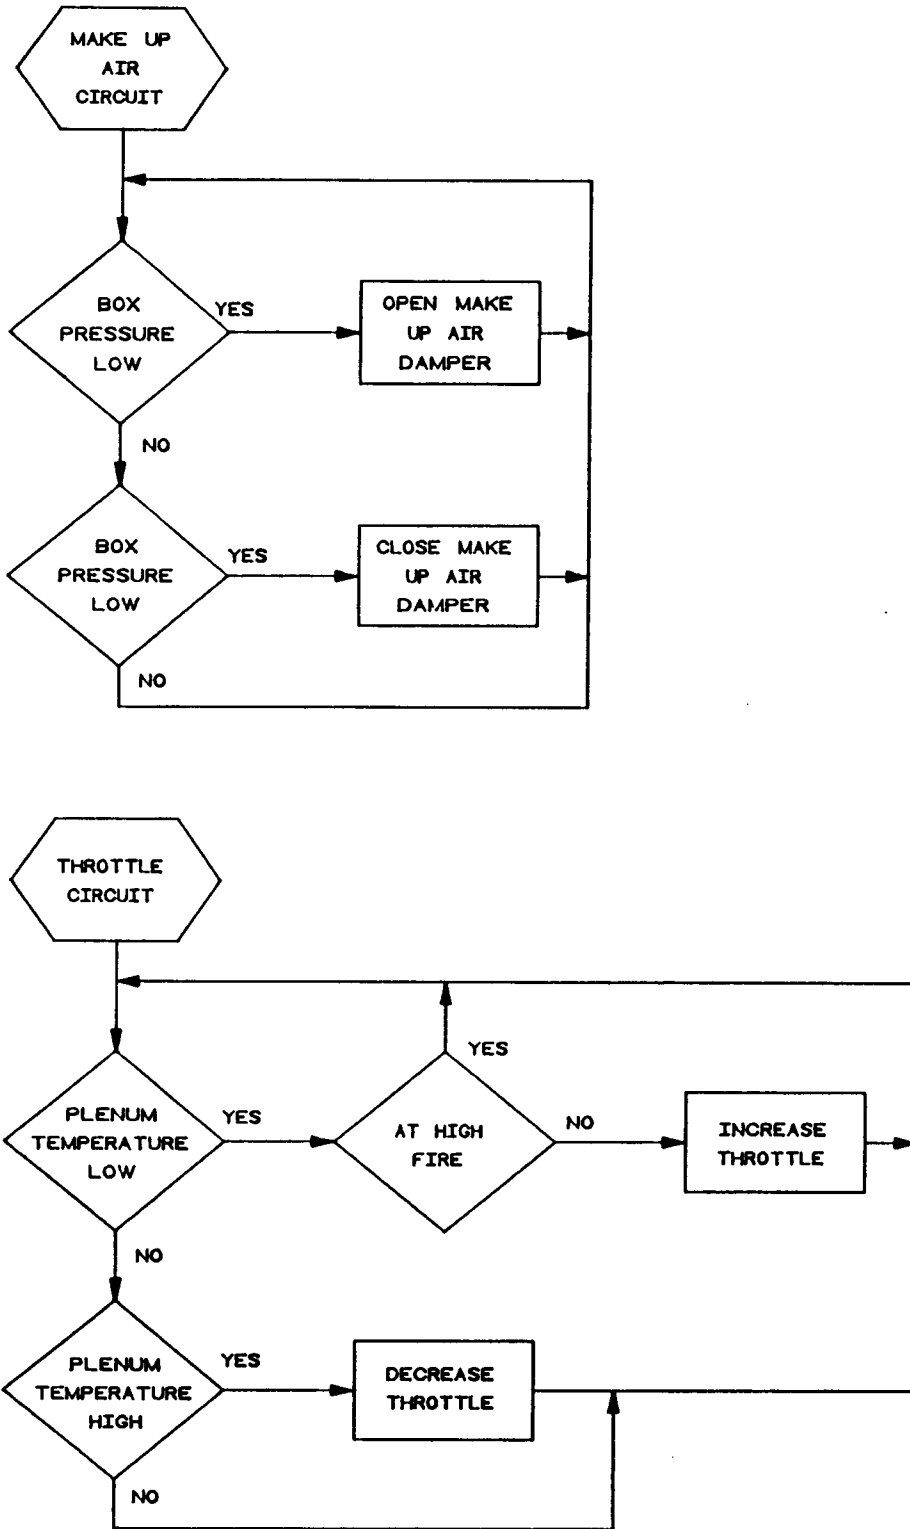 MAKE UP
AIR
CIRCUIT
BOX
PRESSURE
LOW
YES
OPEN MAKE
UP AIR
DAMPER
NO
BOX
PRESSURE
LOW
YES
CLOSE MAKE
UP AIR
DAMPER
NO
THROTTLE
CIRCUIT
PLENUM
TEMPERATURE
LOW
YES
AT HIGH
FIRE
YES
NO
INCREASE
THROTTLE
NO
PLENUM
TEMPERATURE
HIGH
YES
DECREASE
THROTTLE
NO